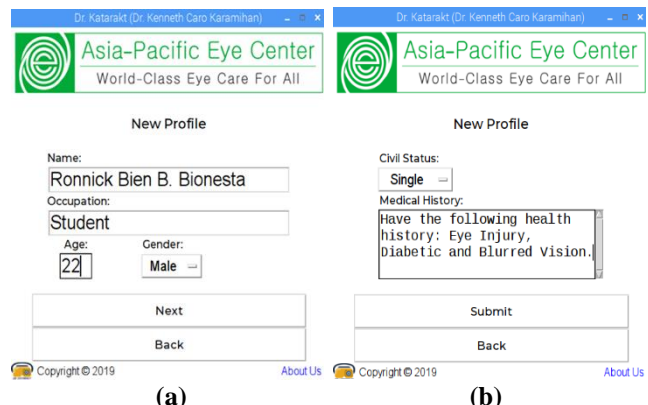 Dr. Katarakt (Dr. Kenneth Caro Karamihan)
Asia-Pacific Eye Center
World-Class Eye Care For All
New Profile
Name:
Ronnick Bien B. Bionesta
Occupation:
Student
Age: Gender:
22 Male
Next
Back
Copyright © 2019 About Us
(a)
Dr. Katarakt (Dr. Kenneth Caro Karamihan)
Asia-Pacific Eye Center
World-Class Eye Care For All
New Profile
Civil Status:
Single
Medical History:
Have the following health
history: Eye Injury,
Diabetic and Blurred Vision.
Submit
Back
Copyright © 2019 About Us
(b)